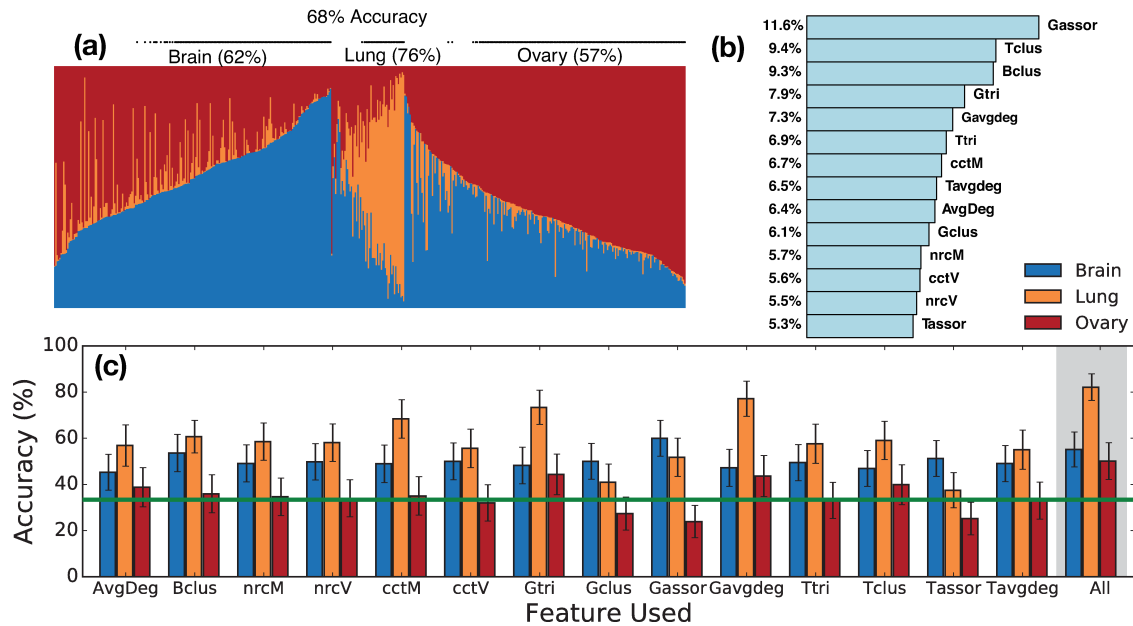 68% Accuracy
(a)
Brain (62%) Lung (76%) Ovary (57%)
(b)
11.6% Gassor
9.4% Tclus
9.3% Bclus
7.9% Gtri
7.3% Gavgdeg
6.9% Ttri
6.7% cctM
6.5% Tavgdeg
6.4% AvgDeg
6.1% Gclus
5.7% nrcM
5.6% cctV
5.5% nrcV
5.3% Tassor
Brain
Lung
Ovary
(c)
100
80
60
40
20
0
Accuracy (%)
AvgDeg Bclus nrcM nrcV cctM cctV Gtri Gclus Gassor Gavgdeg Ttri Tclus Tassor Tavgdeg All
Feature Used